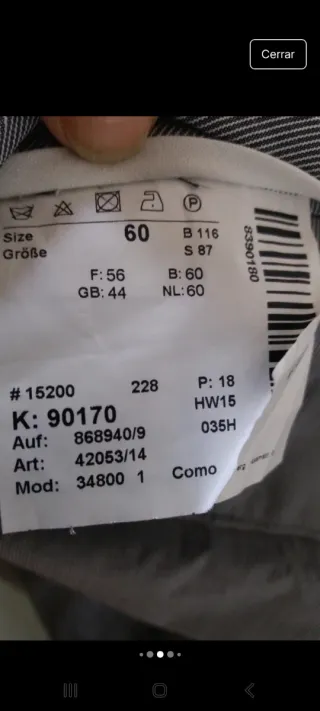 Cerrar
Size 60 B 116
Größe S 87
F: 56 B: 60
GB: 44 NL: 60
8390180
# 15200 228 P: 18
K: 90170 HW15
Auf: 868940/9 035H
Art: 42053/14
Mod: 34800 1 Como
P